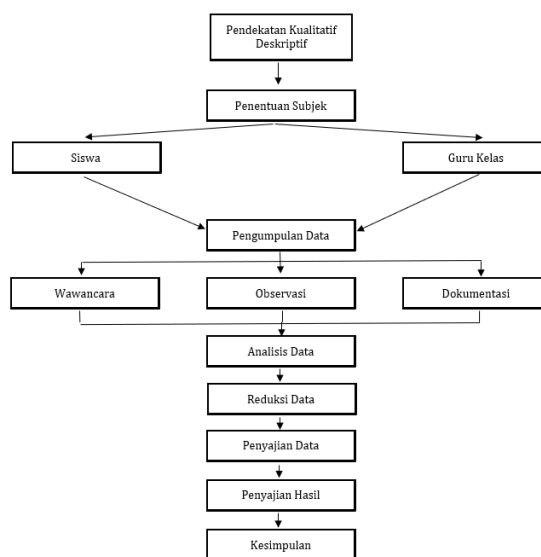 Pendekatan Kualitatif
Deskriptif
Penentuan Subjek
Siswa
Guru Kelas
Pengumpulan Data
Wawancara
Observasi
Dokumentasi
Analisis Data
Reduksi Data
Penyajian Data
Penyajian Hasil
Kesimpulan